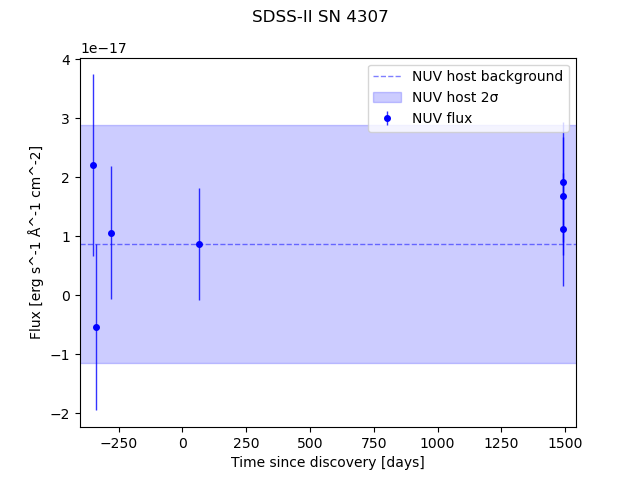 SDSS-II SN 4307
1e−17
NUV host background
NUV host 2σ
NUV flux
4
3
2
1
0
−1
−2
Flux [erg s^-1 Å^-1 cm^-2]
−250
0
250
500
750
1000
1250
1500
Time since discovery [days]